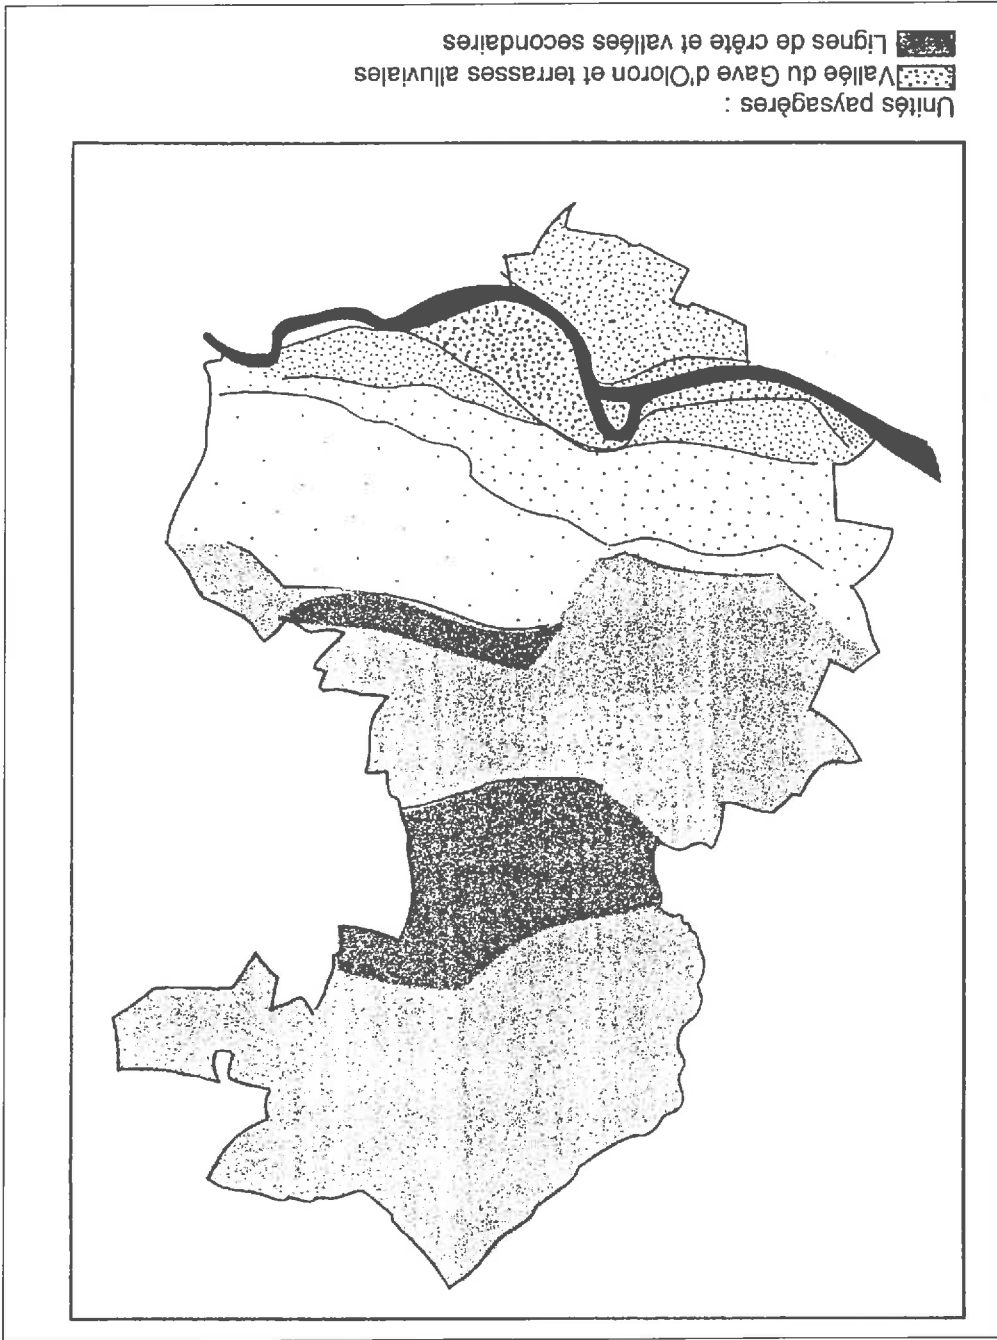 Unités paysagères :
Vallée du Gave d'Oloron et terrasses alluviales
Lignes de crête et vallées secondaires